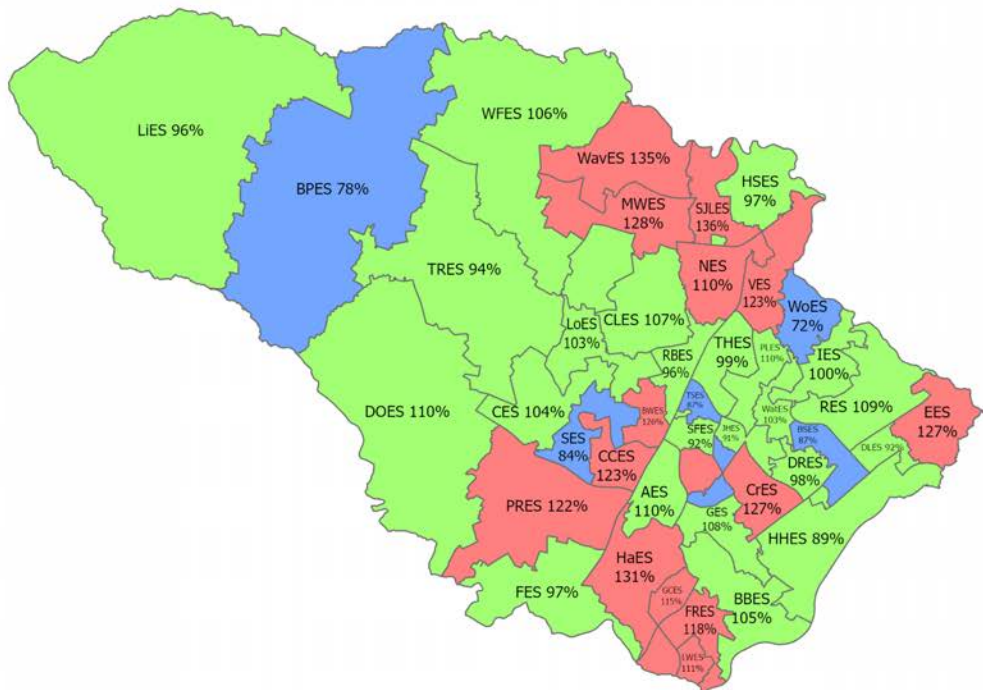 LiES 96%
WFES 106%
WavES 135%
HSES
97%
BPES 78%
MWES
128%
SJLES
136%
TRES 94%
NES
110%
VES
123%
WoES
72%
LoES
103%
CLES 107%
THES
99%
PLES
110%
IES
100%
RBES
96%
DOES 110%
CES 104%
TSES
87%
RES 109%
EES
127%
BWES
126%
WatES
103%
SES
84%
SFES
92%
JHES
91%
BSES
87%
DLES 92%
CCES
123%
DRES
98%
PRES 122%
AES
110%
CrES
127%
GES
108%
HHES 89%
HaES
131%
FES 97%
GCES
115%
BBES
105%
FRES
118%
LWES
111%